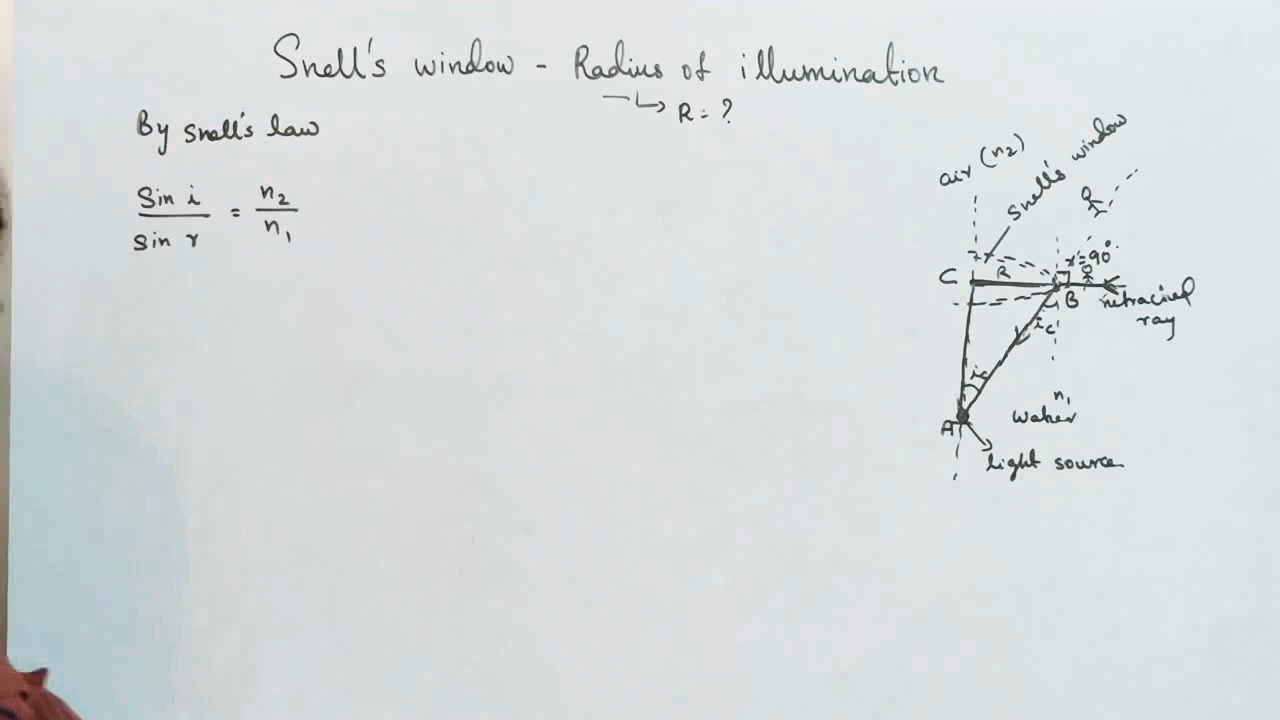 Snell's window - Radius of illumination
R = ?
By Snell's law
Sin i / sin r = n2 / n1
air (n2)
Snell's window
r = 90°
C R B
refracted ray
ic
ic
n1
water
A
light source